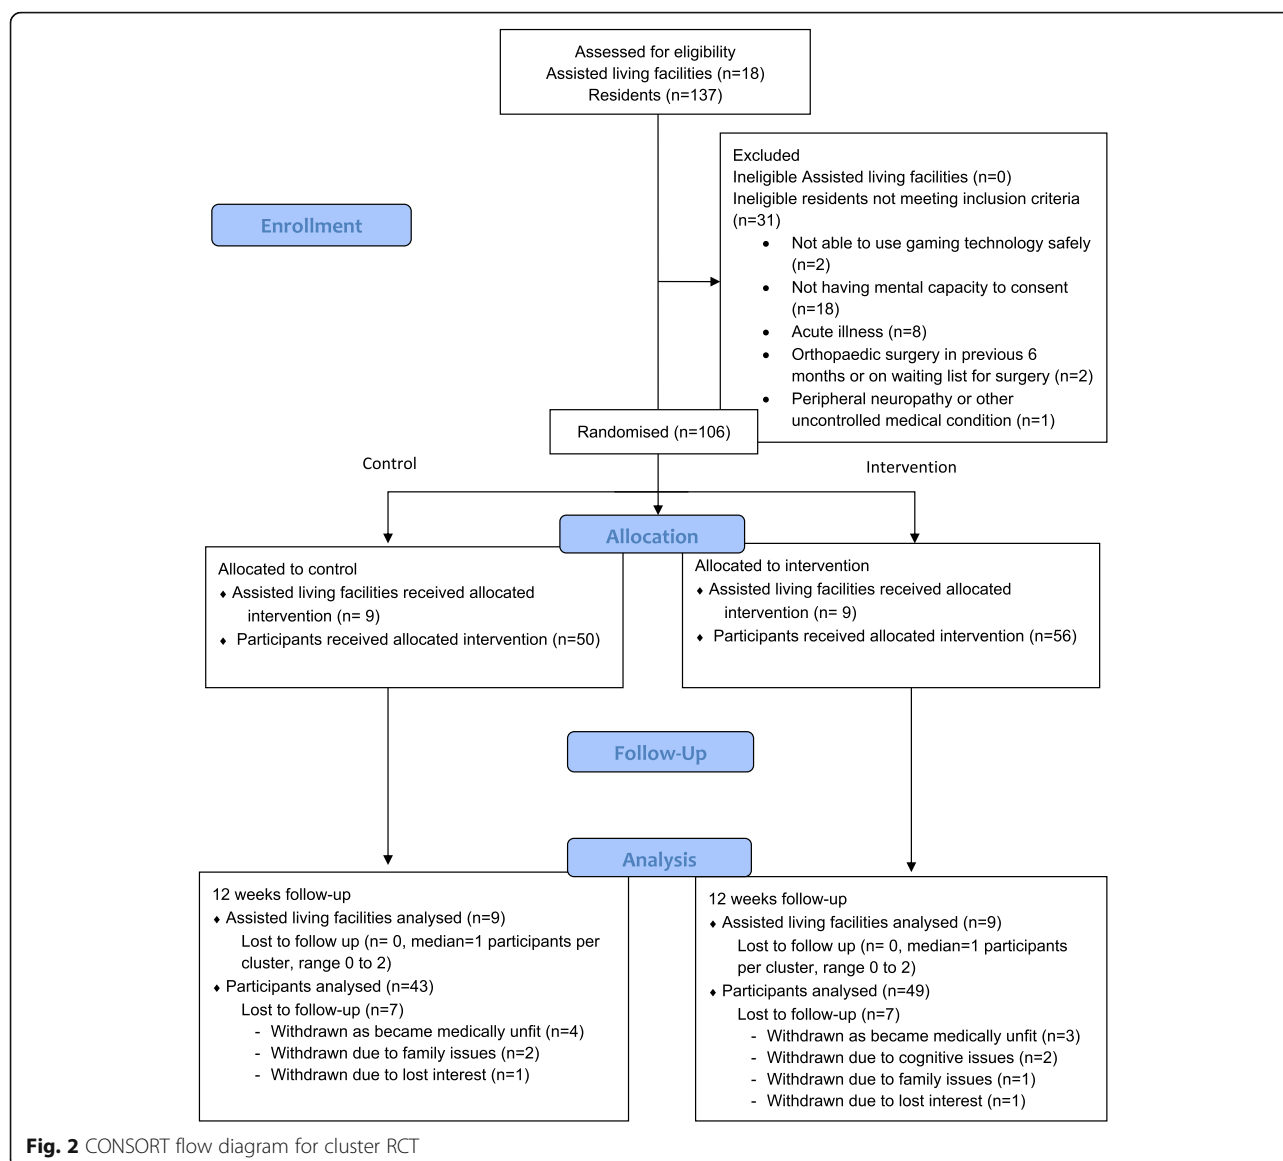 Assessed for eligibility
Assisted living facilities (n=18)
Residents (n=137)
Excluded
Ineligible Assisted living facilities (n=0)
Ineligible residents not meeting inclusion criteria
(n=31)
• Not able to use gaming technology safely
(n=2)
• Not having mental capacity to consent
(n=18)
• Acute illness (n=8)
• Orthopaedic surgery in previous 6
months or on waiting list for surgery (n=2)
• Peripheral neuropathy or other
uncontrolled medical condition (n=1)
Enrollment
Randomised (n=106)
Control
Intervention
Allocation
Allocated to control
♦ Assisted living facilities received allocated
intervention (n= 9)
♦ Participants received allocated intervention (n=50)
Allocated to intervention
♦ Assisted living facilities received allocated
intervention (n= 9)
♦ Participants received allocated intervention (n=56)
Follow-Up
Analysis
12 weeks follow-up
♦ Assisted living facilities analysed (n=9)
Lost to follow up (n= 0, median=1 participants per
cluster, range 0 to 2)
♦ Participants analysed (n=43)
Lost to follow-up (n=7)
- Withdrawn as became medically unfit (n=4)
- Withdrawn due to family issues (n=2)
- Withdrawn due to lost interest (n=1)
12 weeks follow-up
♦ Assisted living facilities analysed (n=9)
Lost to follow up (n= 0, median=1 participants
per cluster, range 0 to 2)
♦ Participants analysed (n=49)
Lost to follow-up (n=7)
- Withdrawn as became medically unfit (n=3)
- Withdrawn due to cognitive issues (n=2)
- Withdrawn due to family issues (n=1)
- Withdrawn due to lost interest (n=1)
Fig. 2 CONSORT flow diagram for cluster RCT